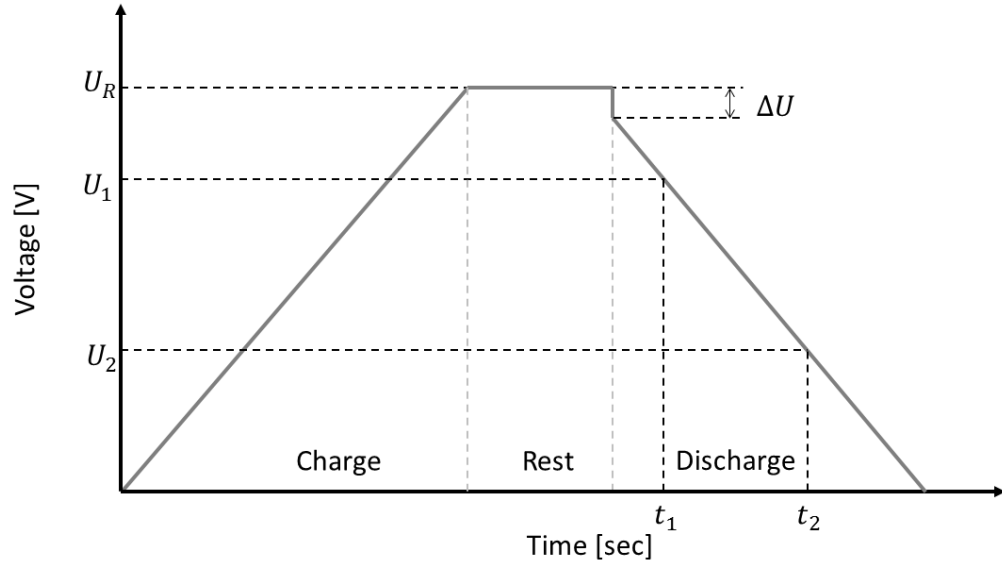 U_R
ΔU
U_1
Voltage [V]
U_2
Charge
Rest
Discharge
t_1
t_2
Time [sec]